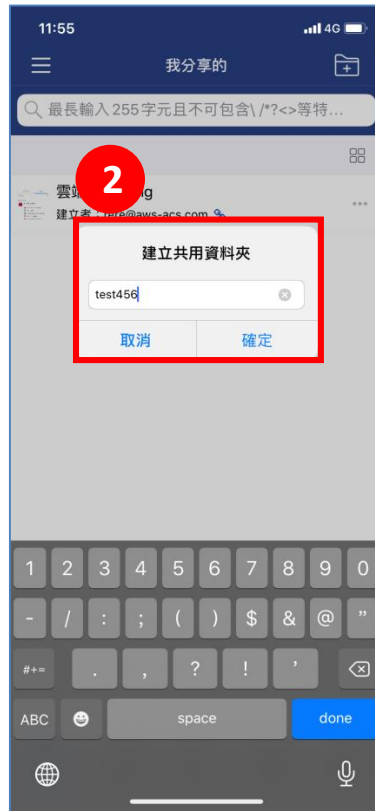 11:55
4G
我分享的
最長輸入255字元且不可包含\/*?<>等特...
2
雲端
g
建立者
@aws-acs.com
建立共用資料夾
test456
取消
確定
1 2 3 4 5 6 7 8 9 0
- / : ; ( ) $ & @ ”
#+= . , ? ! ’
ABC
space
done